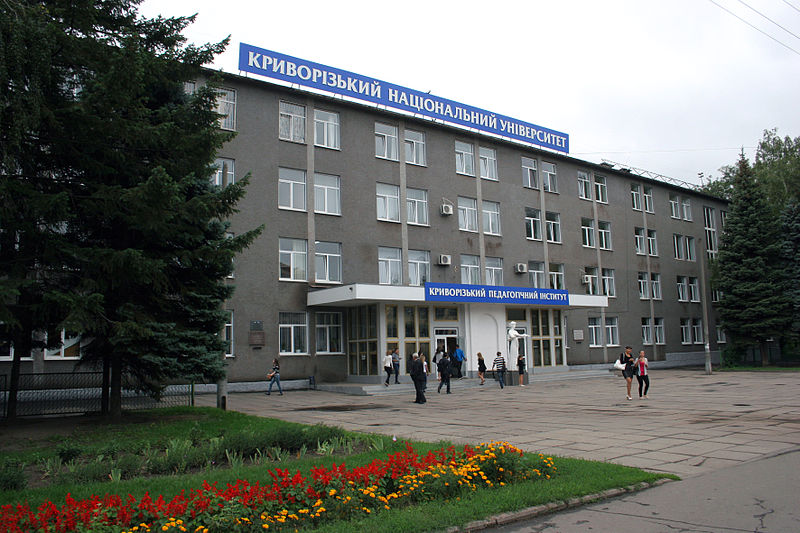 КРИВОРІЗЬКИЙ НАЦІОНАЛЬНИЙ УНІВЕРСИТЕТ
КРИВОРІЗЬКИЙ ПЕДАГОГІЧНИЙ ІНСТИТУТ